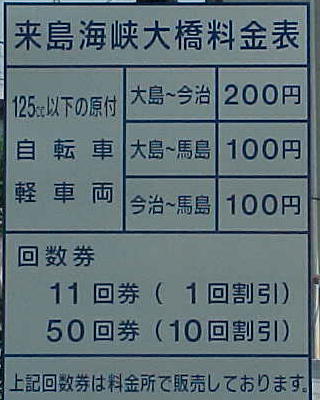 来島海峡大橋料金表
125cc以下の原付
自転車
軽車両
大島~今治 200円
大島~馬島 100円
今治~馬島 100円
回数券
11回券（ 1回割引）
50回券（10回割引）
上記回数券は料金所で販売しております。